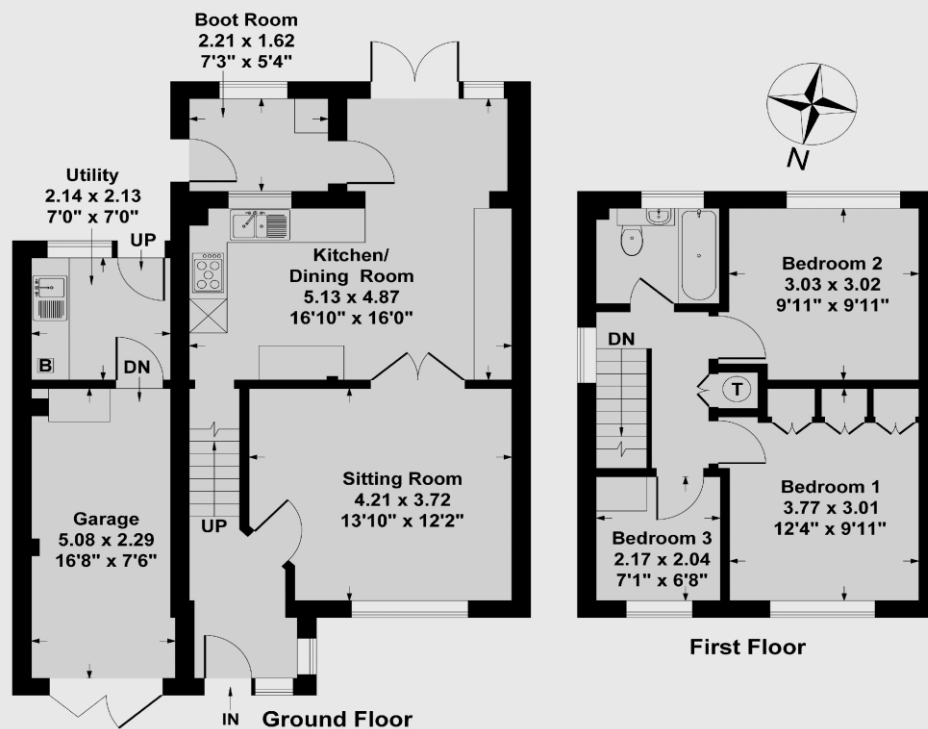 Boot Room
2.21 x 1.62
7'3" x 5'4"
Utility
2.14 x 2.13
7'0" x 7'0"
UP
Kitchen/
Dining Room
5.13 x 4.87
16'10" x 16'0"
B
DN
Sitting Room
4.21 x 3.72
13'10" x 12'2"
UP
Garage
5.08 x 2.29
16'8" x 7'6"
IN
Ground Floor
N
Bedroom 2
3.03 x 3.02
9'11" x 9'11"
DN
T
Bedroom 1
3.77 x 3.01
12'4" x 9'11"
Bedroom 3
2.17 x 2.04
7'1" x 6'8"
First Floor